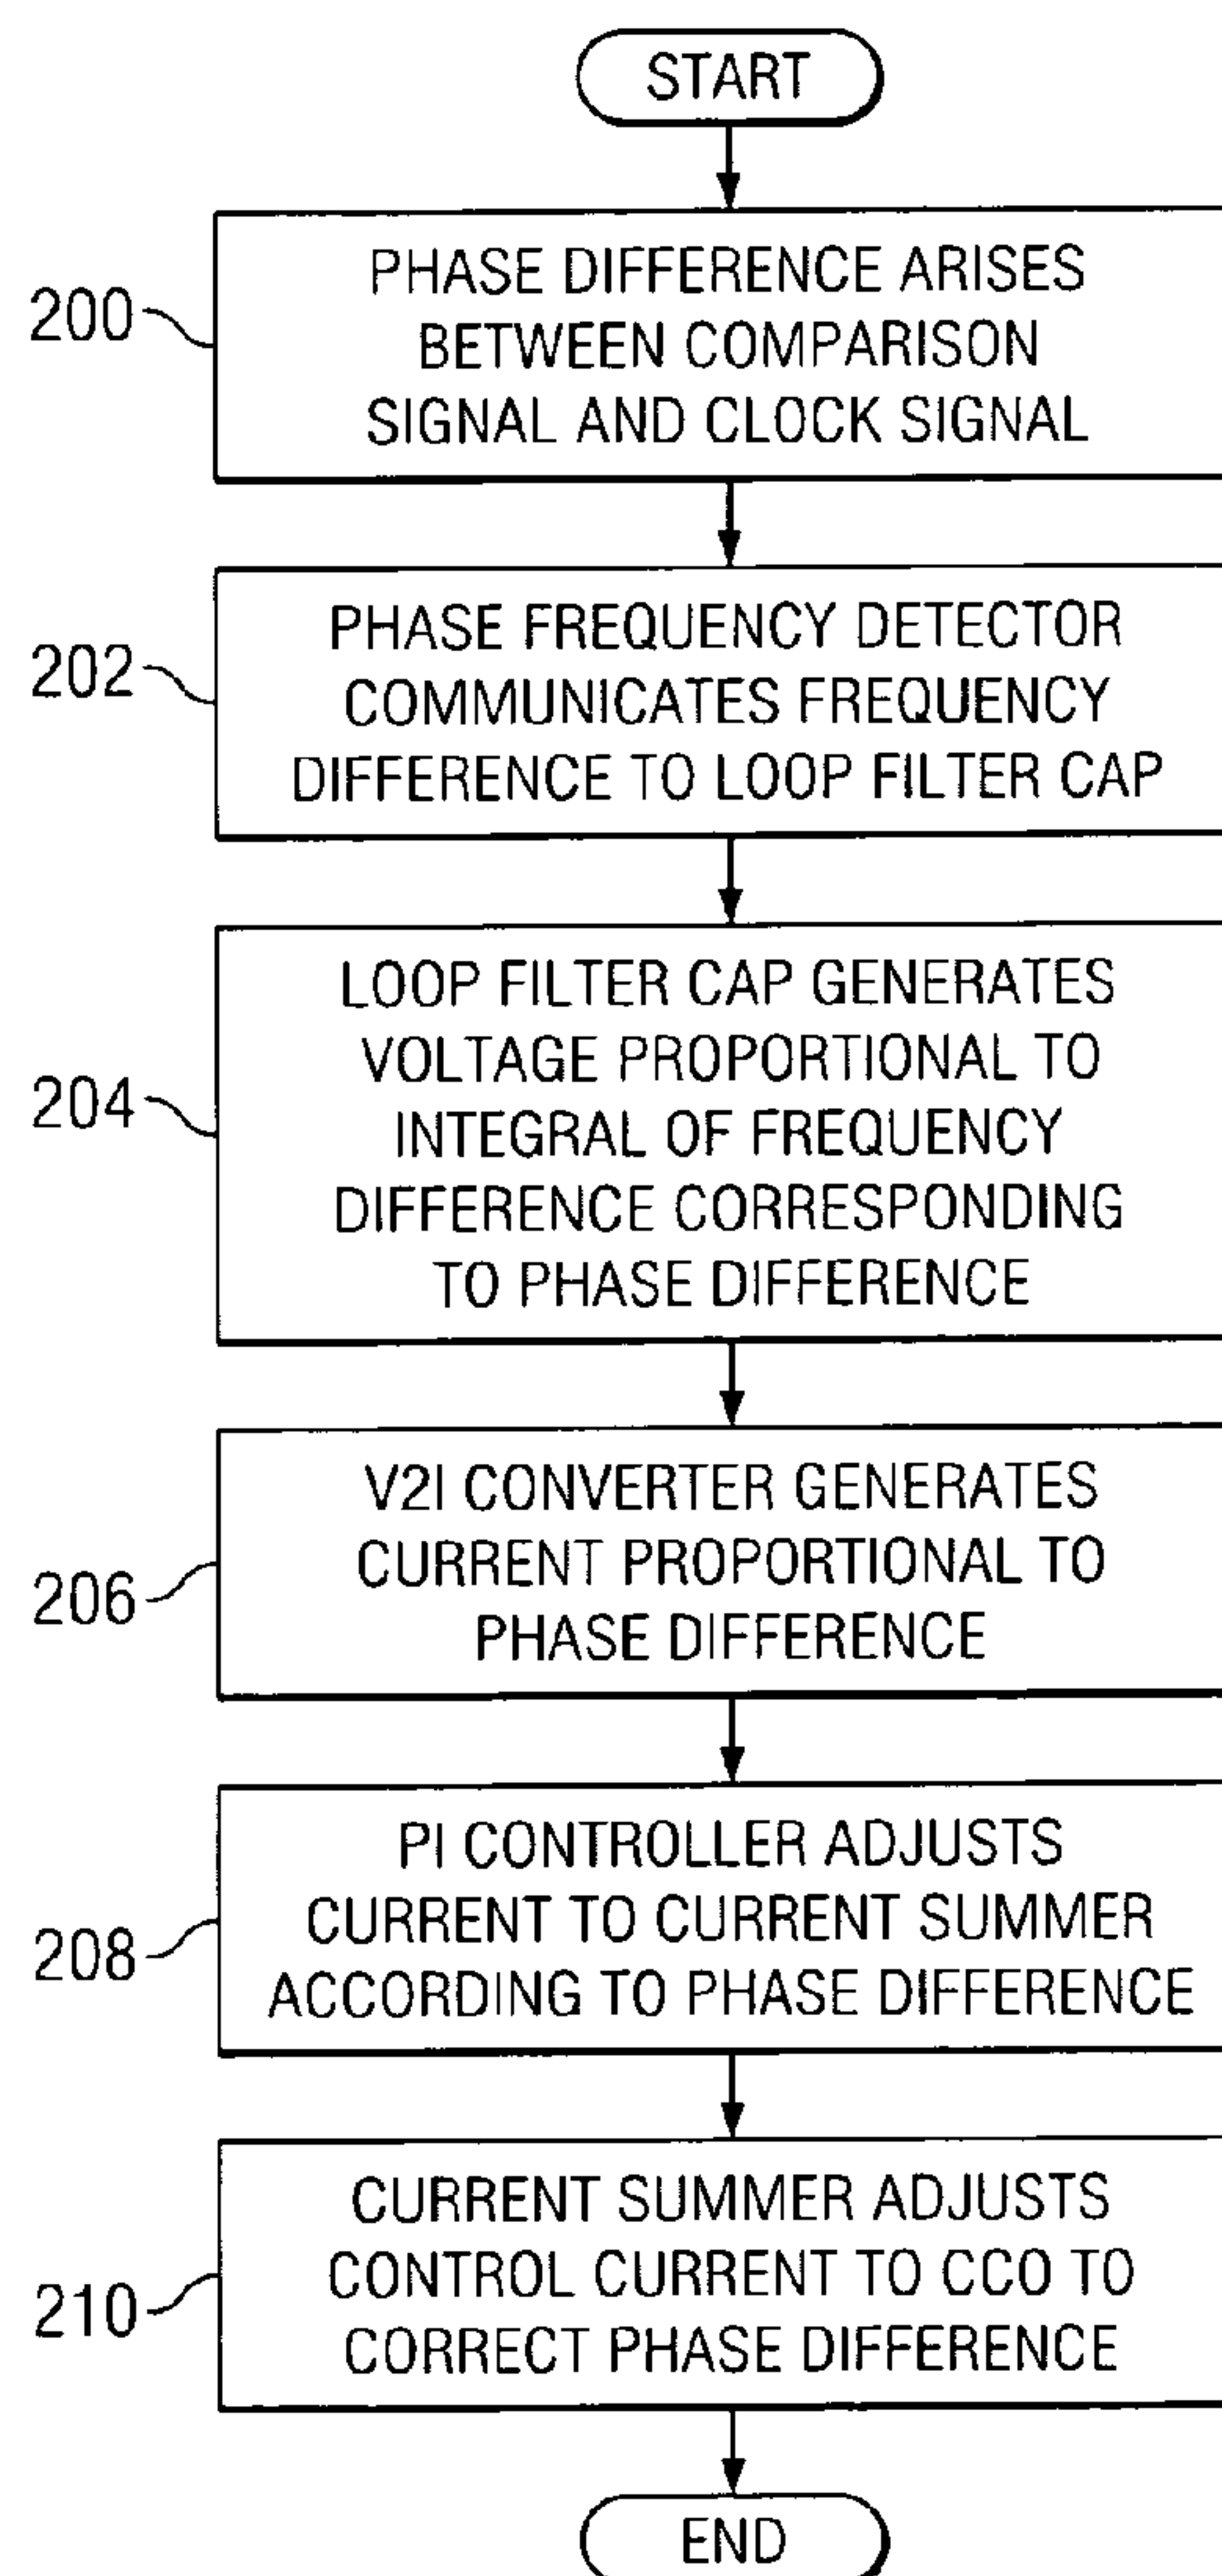 START
200
PHASE DIFFERENCE ARISES
BETWEEN COMPARISON
SIGNAL AND CLOCK SIGNAL
202
PHASE FREQUENCY DETECTOR
COMMUNICATES FREQUENCY
DIFFERENCE TO LOOP FILTER CAP
204
LOOP FILTER CAP GENERATES
VOLTAGE PROPORTIONAL TO
INTEGRAL OF FREQUENCY
DIFFERENCE CORRESPONDING
TO PHASE DIFFERENCE
206
V2I CONVERTER GENERATES
CURRENT PROPORTIONAL TO
PHASE DIFFERENCE
208
PI CONTROLLER ADJUSTS
CURRENT TO CURRENT SUMMER
ACCORDING TO PHASE DIFFERENCE
210
CURRENT SUMMER ADJUSTS
CONTROL CURRENT TO CCO TO
CORRECT PHASE DIFFERENCE
END